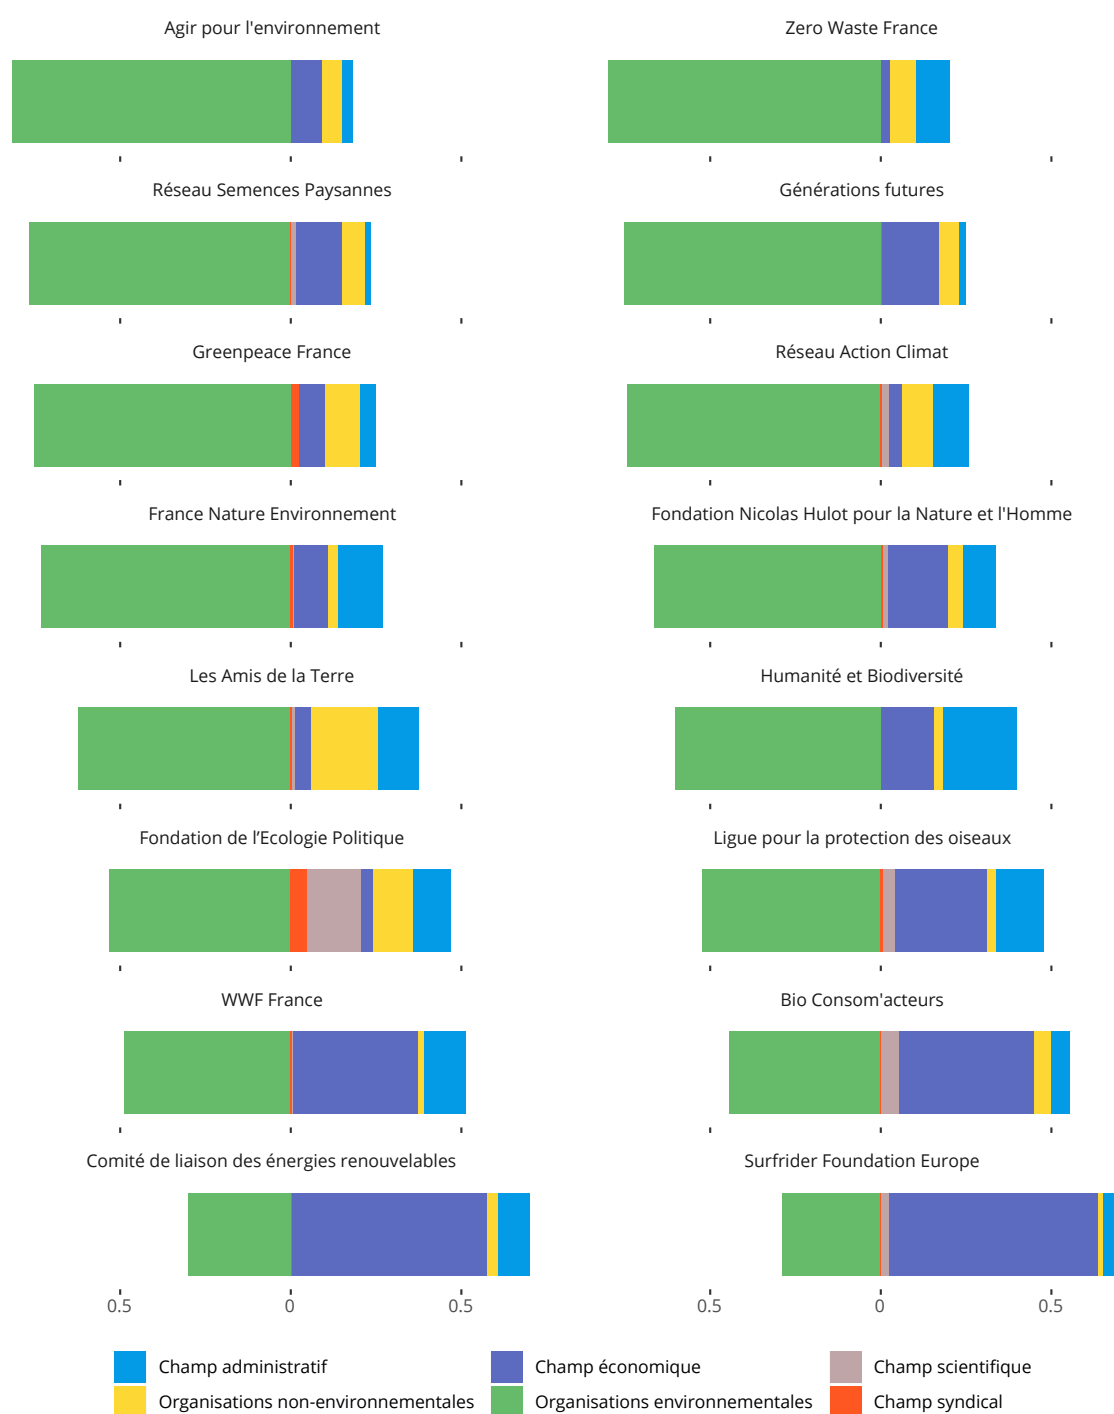 Agir pour l'environnement
Zero Waste France
Réseau Semences Paysannes
Générations futures
Greenpeace France
Réseau Action Climat
France Nature Environnement
Fondation Nicolas Hulot pour la Nature et l'Homme
Les Amis de la Terre
Humanité et Biodiversité
Fondation de l’Ecologie Politique
Ligue pour la protection des oiseaux
WWF France
Bio Consom'acteurs
Comité de liaison des énergies renouvelables
Surfrider Foundation Europe
0.5 0 0.5
0.5 0 0.5
Champ administratif
Champ économique
Champ scientifique
Organisations non-environnementales
Organisations environnementales
Champ syndical